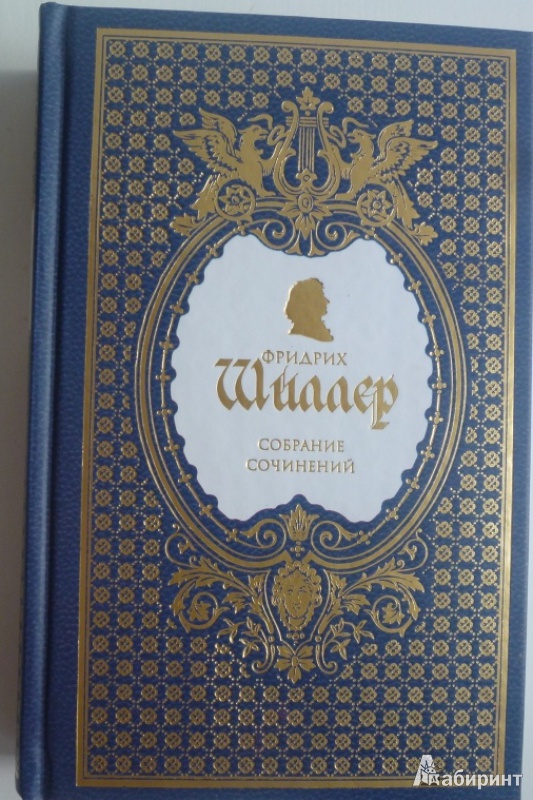 ФРИДРИХ
Шиллер
СОБРАНИЕ
СОЧИНЕНИЙ
Лабиринт